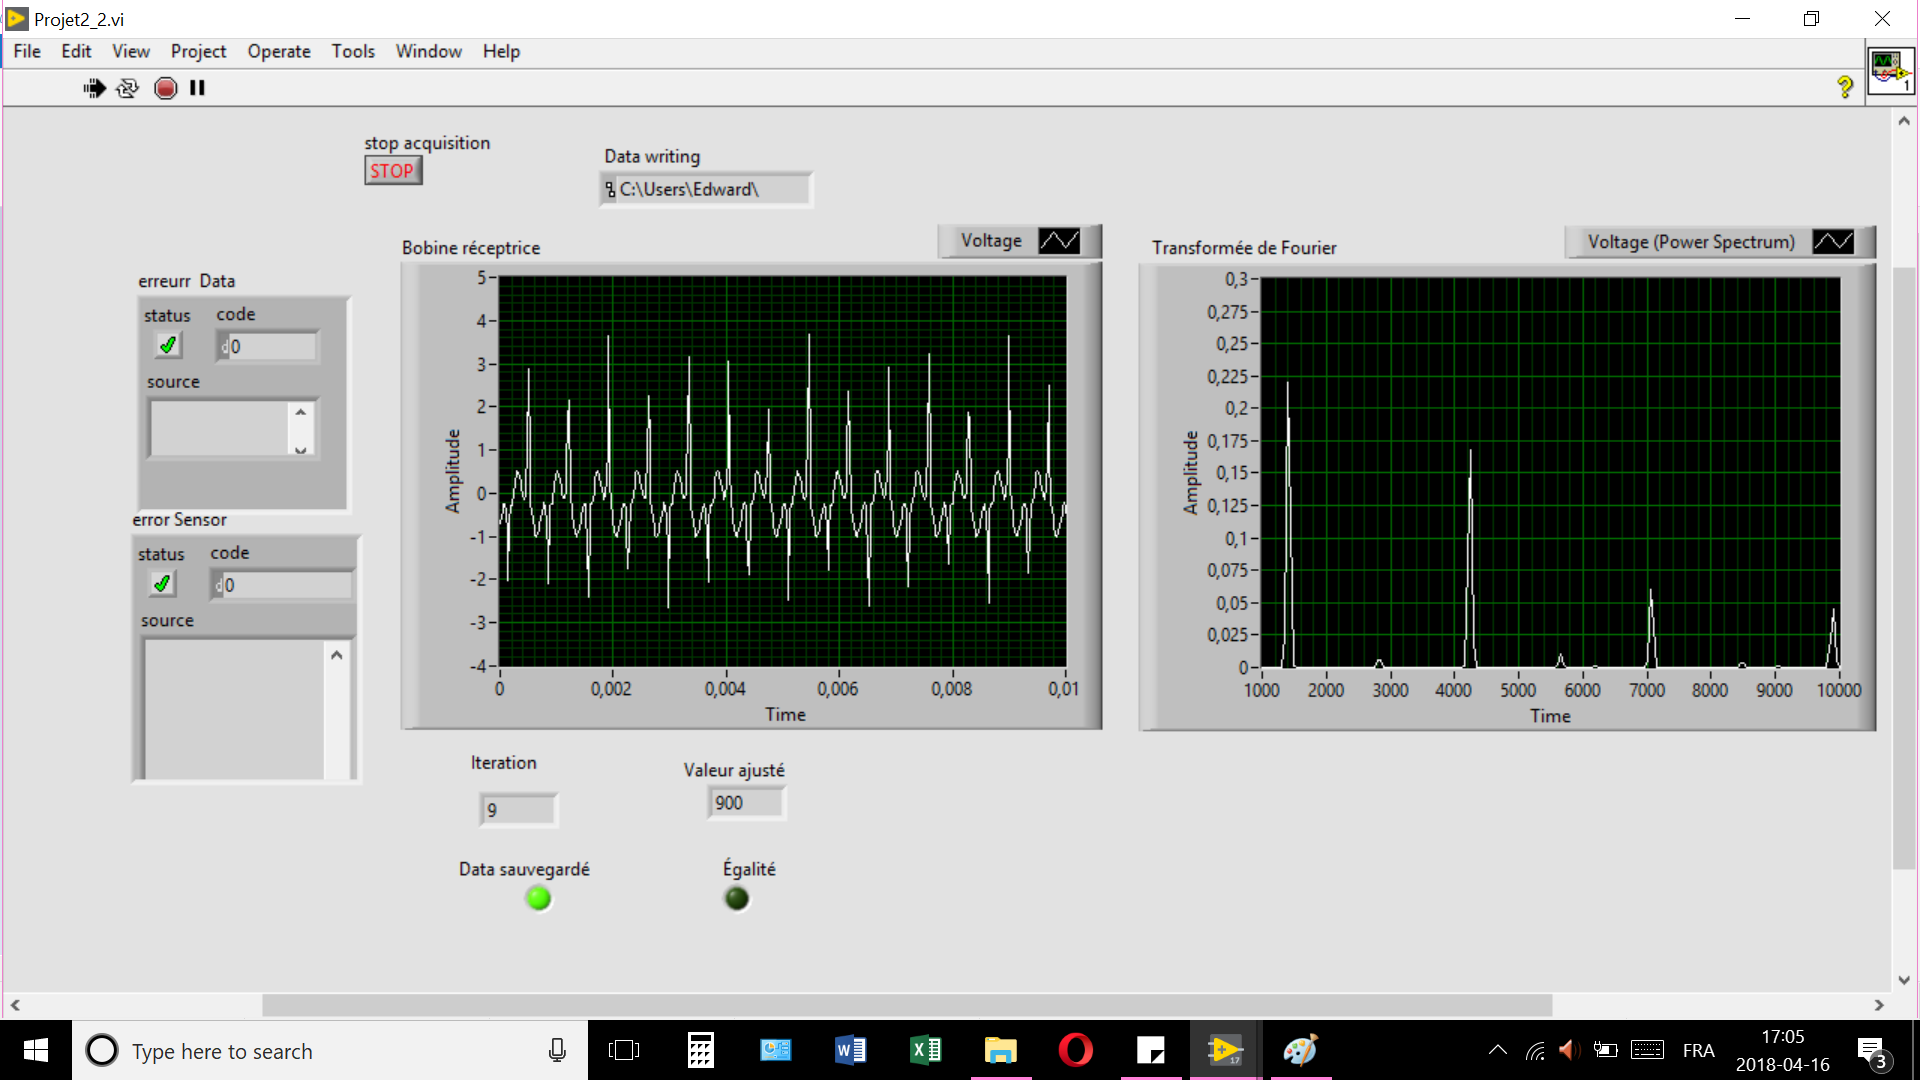 Projet2_2.vi
File Edit View Project Operate Tools Window Help
1
stop acquisition
STOP
Data writing
C:\Users\Edward\
Bobine réceptrice
Voltage
Transformée de Fourier
Voltage (Power Spectrum)
erreurr Data
status code
d 0
source
error Sensor
status code
d 0
source
Amplitude
5
4
3
2
1
0
-1
-2
-3
-4
0 0,002 0,004 0,006 0,008 0,01
Time
Amplitude
0,3
0,275
0,25
0,225
0,2
0,175
0,15
0,125
0,1
0,075
0,05
0,025
0
1000 2000 3000 4000 5000 6000 7000 8000 9000 10000
Time
Iteration
9
Valeur ajusté
900
Data sauvegardé
Égalité
Type here to search
17
FRA
17:05
2018-04-16
3